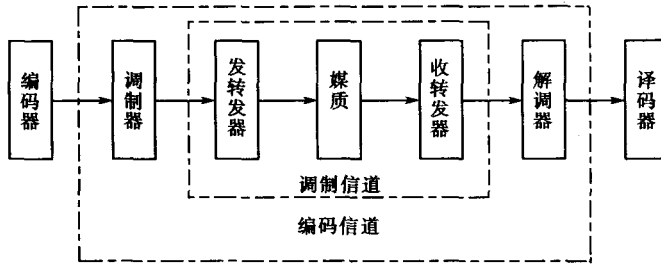 编码器
调制器
发转发器
媒质
收转发器
解调器
译码器
调制信道
编码信道